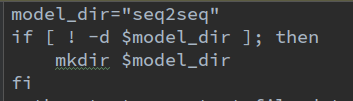 model_dir="seq2seq"
if [ ! -d $model_dir ]; then
    mkdir $model_dir
fi